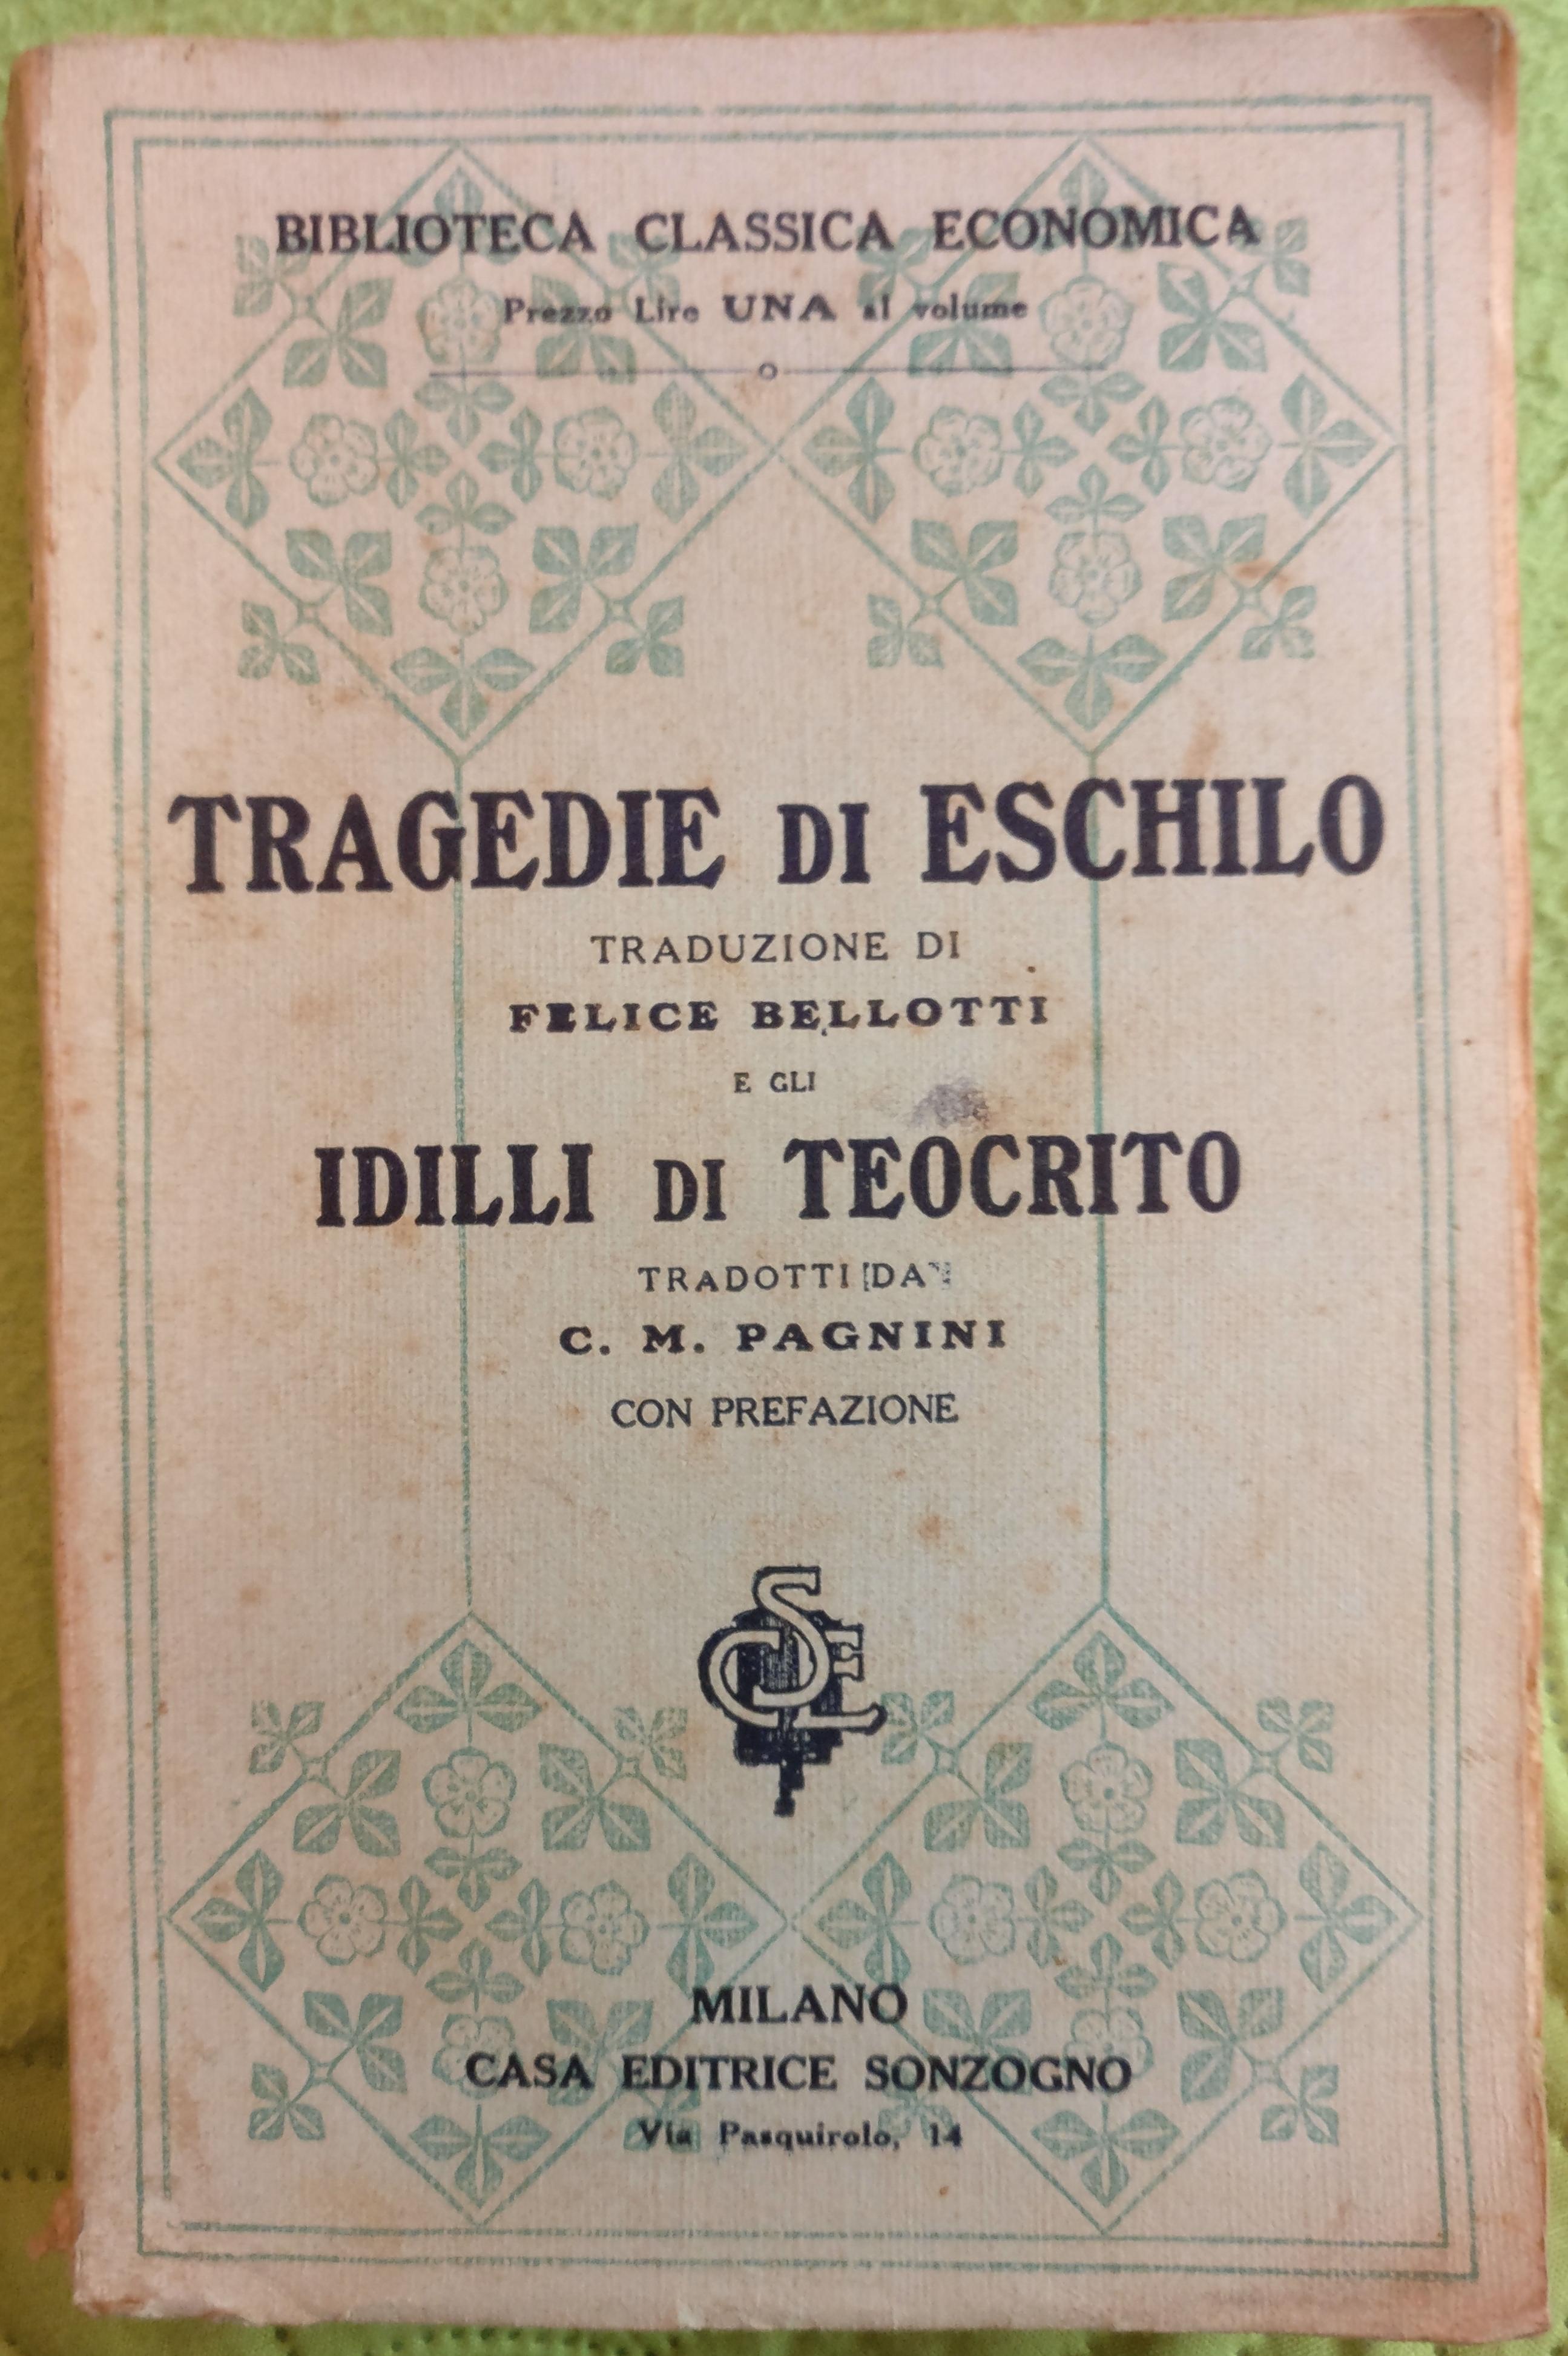 BIBLIOTECA CLASSICA ECONOMICA
Prezzo Lire UNA al volume
TRAGEDIE DI ESCHILO
TRADUZIONE DI
FELICE BELLOTTI
E GLI
IDILLI DI TEOCRITO
TRADOTTI DA
C. M. PAGNINI
CON PREFAZIONE
SCE
MILANO
CASA EDITRICE SONZOGNO
Via Pasquirolo, 14